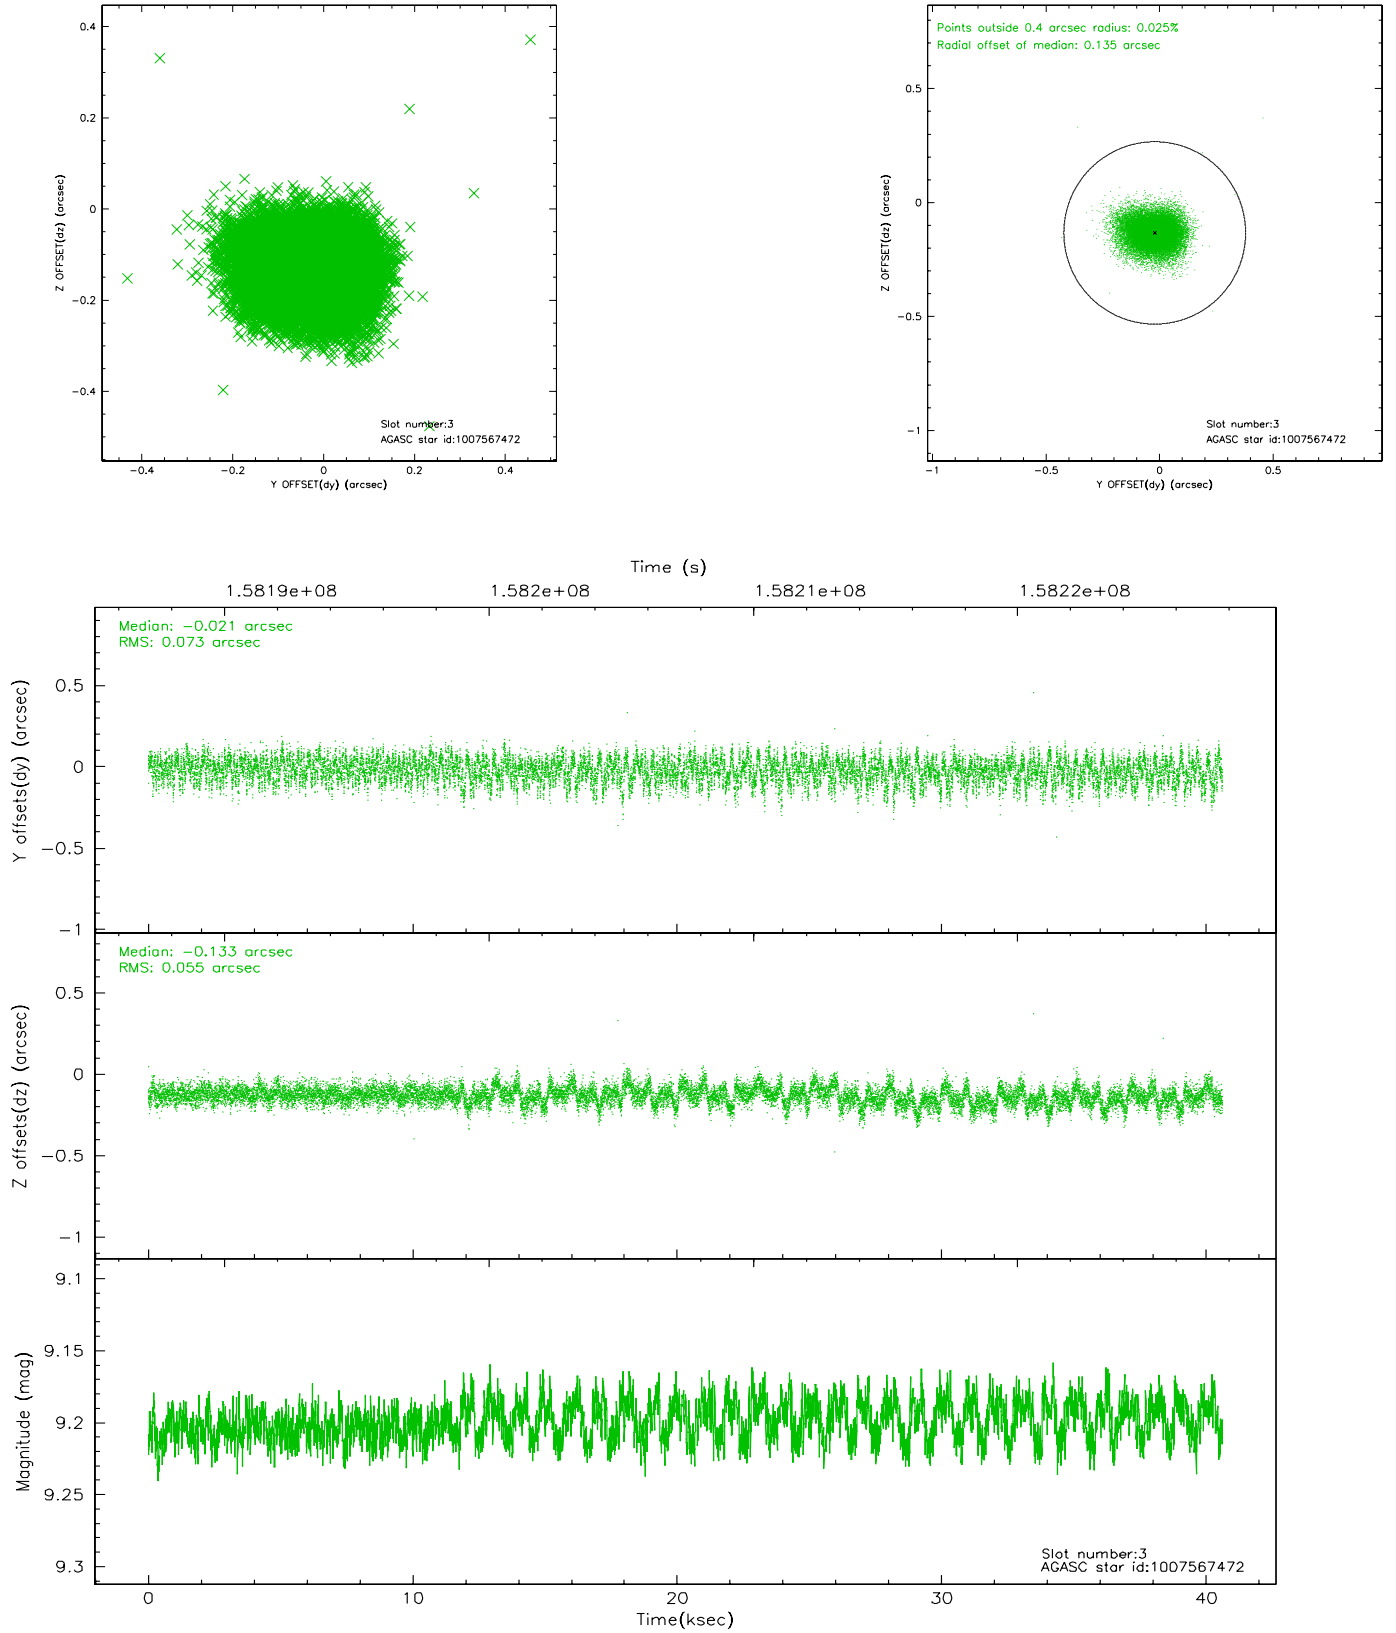 0.4
0.2
0
-0.2
-0.4
Z OFFSET(dz) (arcsec)
Slot number:3
AGASC star id:1007567472
-0.4 -0.2 0 0.2 0.4
Y OFFSET(dy) (arcsec)
Points outside 0.4 arcsec radius: 0.025%
Radial offset of median: 0.135 arcsec
0.5
0
-0.5
-1
Z OFFSET(dz) (arcsec)
Slot number:3
AGASC star id:1007567472
-1 -0.5 0 0.5
Y OFFSET(dy) (arcsec)
Time (s)
1.5819e+08 1.582e+08 1.5821e+08 1.5822e+08
Median: -0.021 arcsec
RMS: 0.073 arcsec
0.5
0
-0.5
-1
Y offsets(dy) (arcsec)
Median: -0.133 arcsec
RMS: 0.055 arcsec
0.5
0
-0.5
-1
Z offsets(dz) (arcsec)
9.1
9.15
9.2
9.25
9.3
Magnitude (mag)
Slot number:3
AGASC star id:1007567472
0 10 20 30 40
Time(ksec)